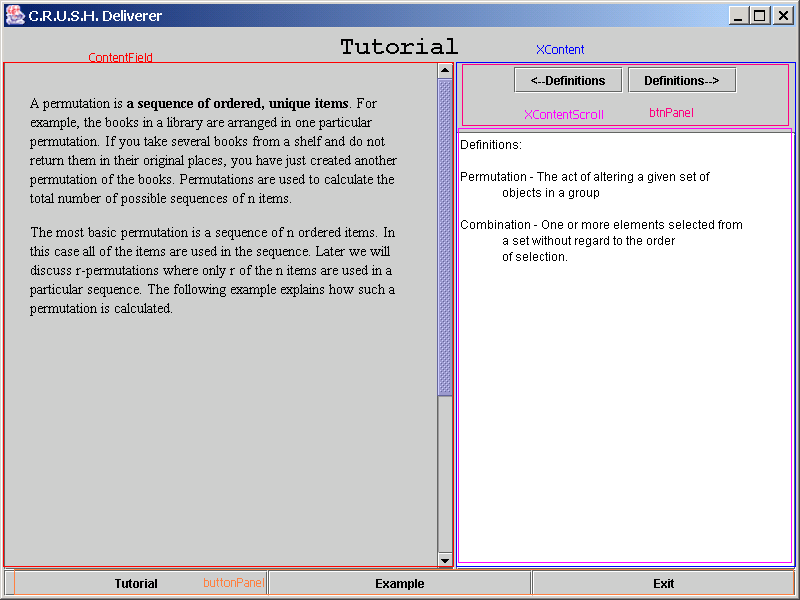 C.R.U.S.H. Deliverer
Tutorial
XContent
ContentField
<--Definitions
Definitions-->
XContentScroll
btnPanel
A permutation is a sequence of ordered, unique items. For
example, the books in a library are arranged in one particular
permutation. If you take several books from a shelf and do not
return them in their original places, you have just created another
permutation of the books. Permutations are used to calculate the
total number of possible sequences of n items.
The most basic permutation is a sequence of n ordered items. In
this case all of the items are used in the sequence. Later we will
discuss r-permutations where only r of the n items are used in a
particular sequence. The following example explains how such a
permutation is calculated.
Definitions:
Permutation - The act of altering a given set of
objects in a group
Combination - One or more elements selected from
a set without regard to the order
of selection.
Tutorial
buttonPanel
Example
Exit